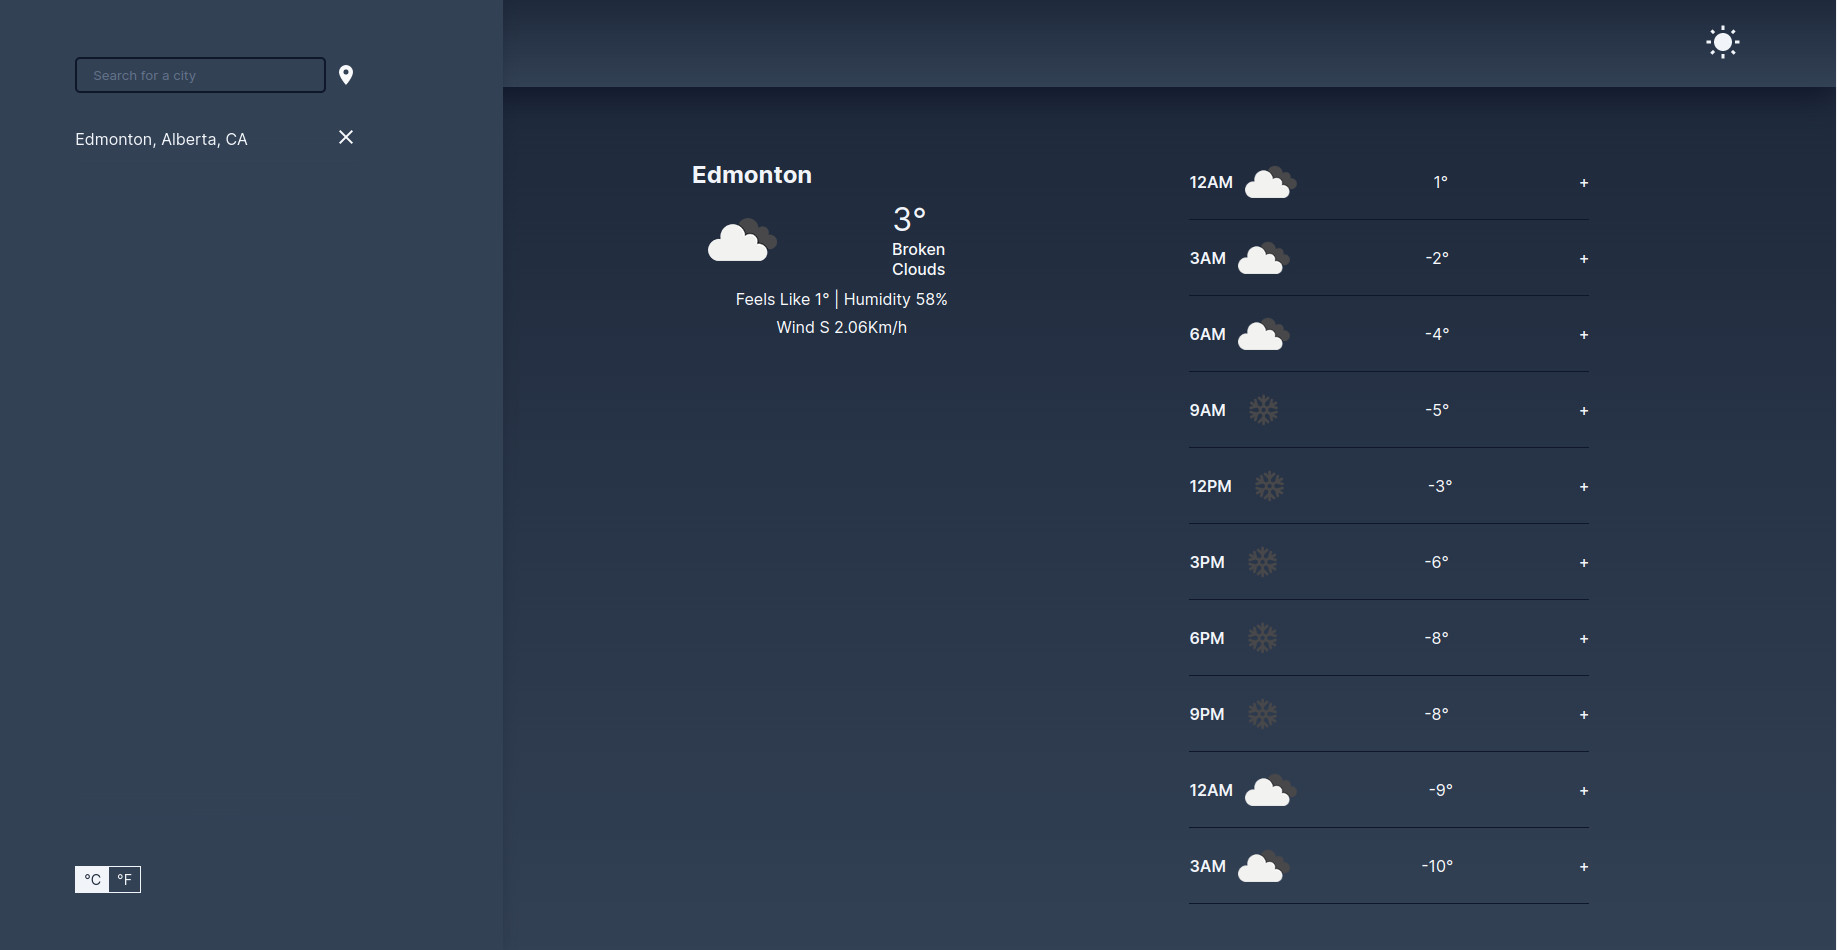 Search for a city
Edmonton, Alberta, CA
°C °F
Edmonton
3°
Broken
Clouds
Feels Like 1° | Humidity 58%
Wind S 2.06Km/h
12AM 1° +
3AM -2° +
6AM -4° +
9AM -5° +
12PM -3° +
3PM -6° +
6PM -8° +
9PM -8° +
12AM -9° +
3AM -10° +